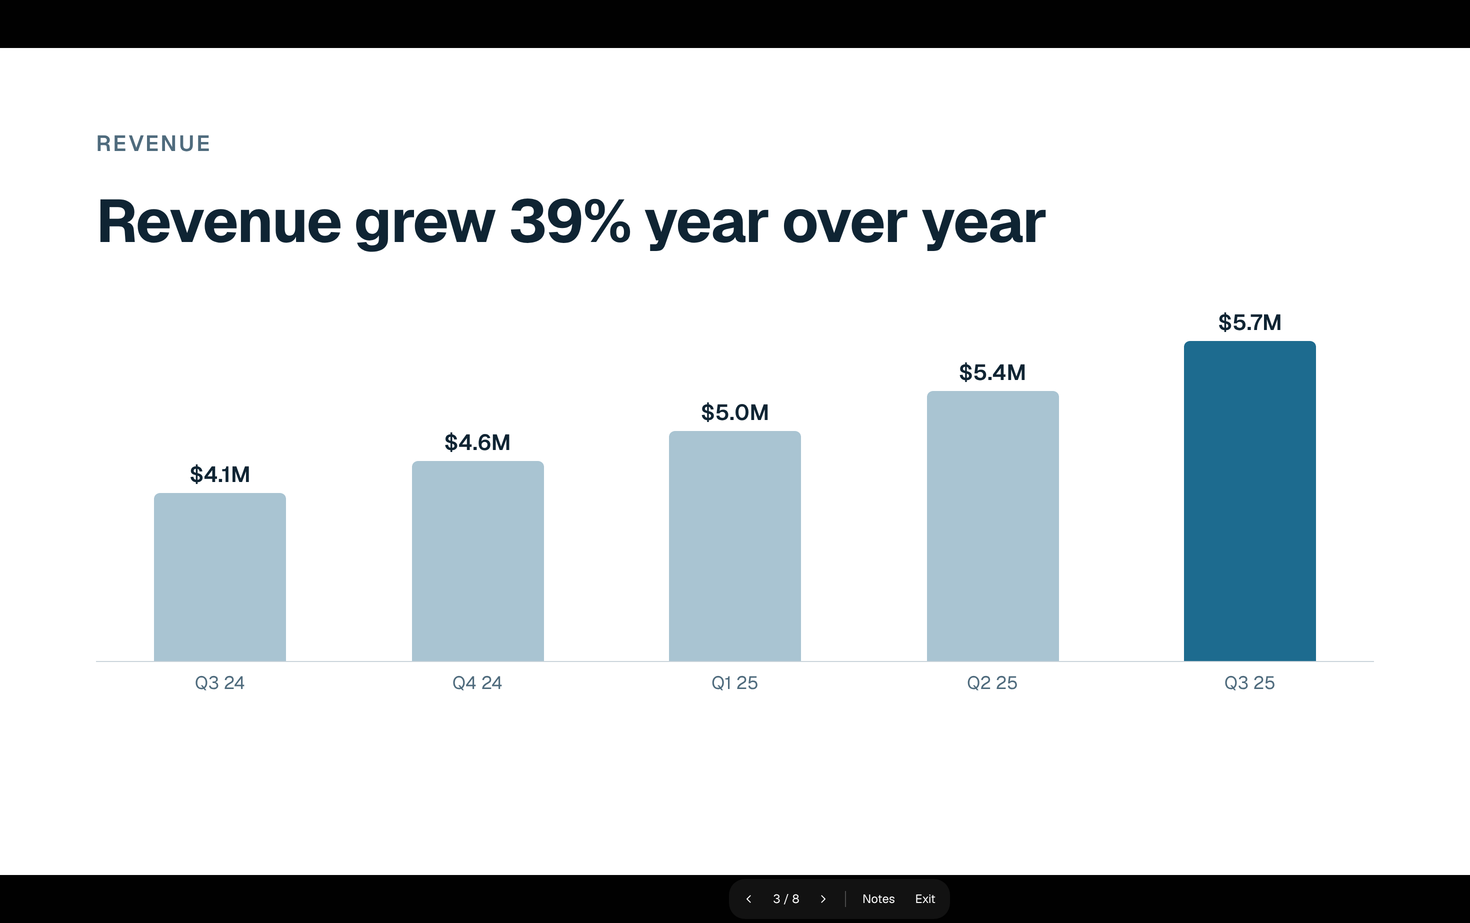 REVENUE
Revenue grew 39% year over year
$4.1M
$4.6M
$5.0M
$5.4M
$5.7M
Q3 24
Q4 24
Q1 25
Q2 25
Q3 25
3 / 8
Notes
Exit